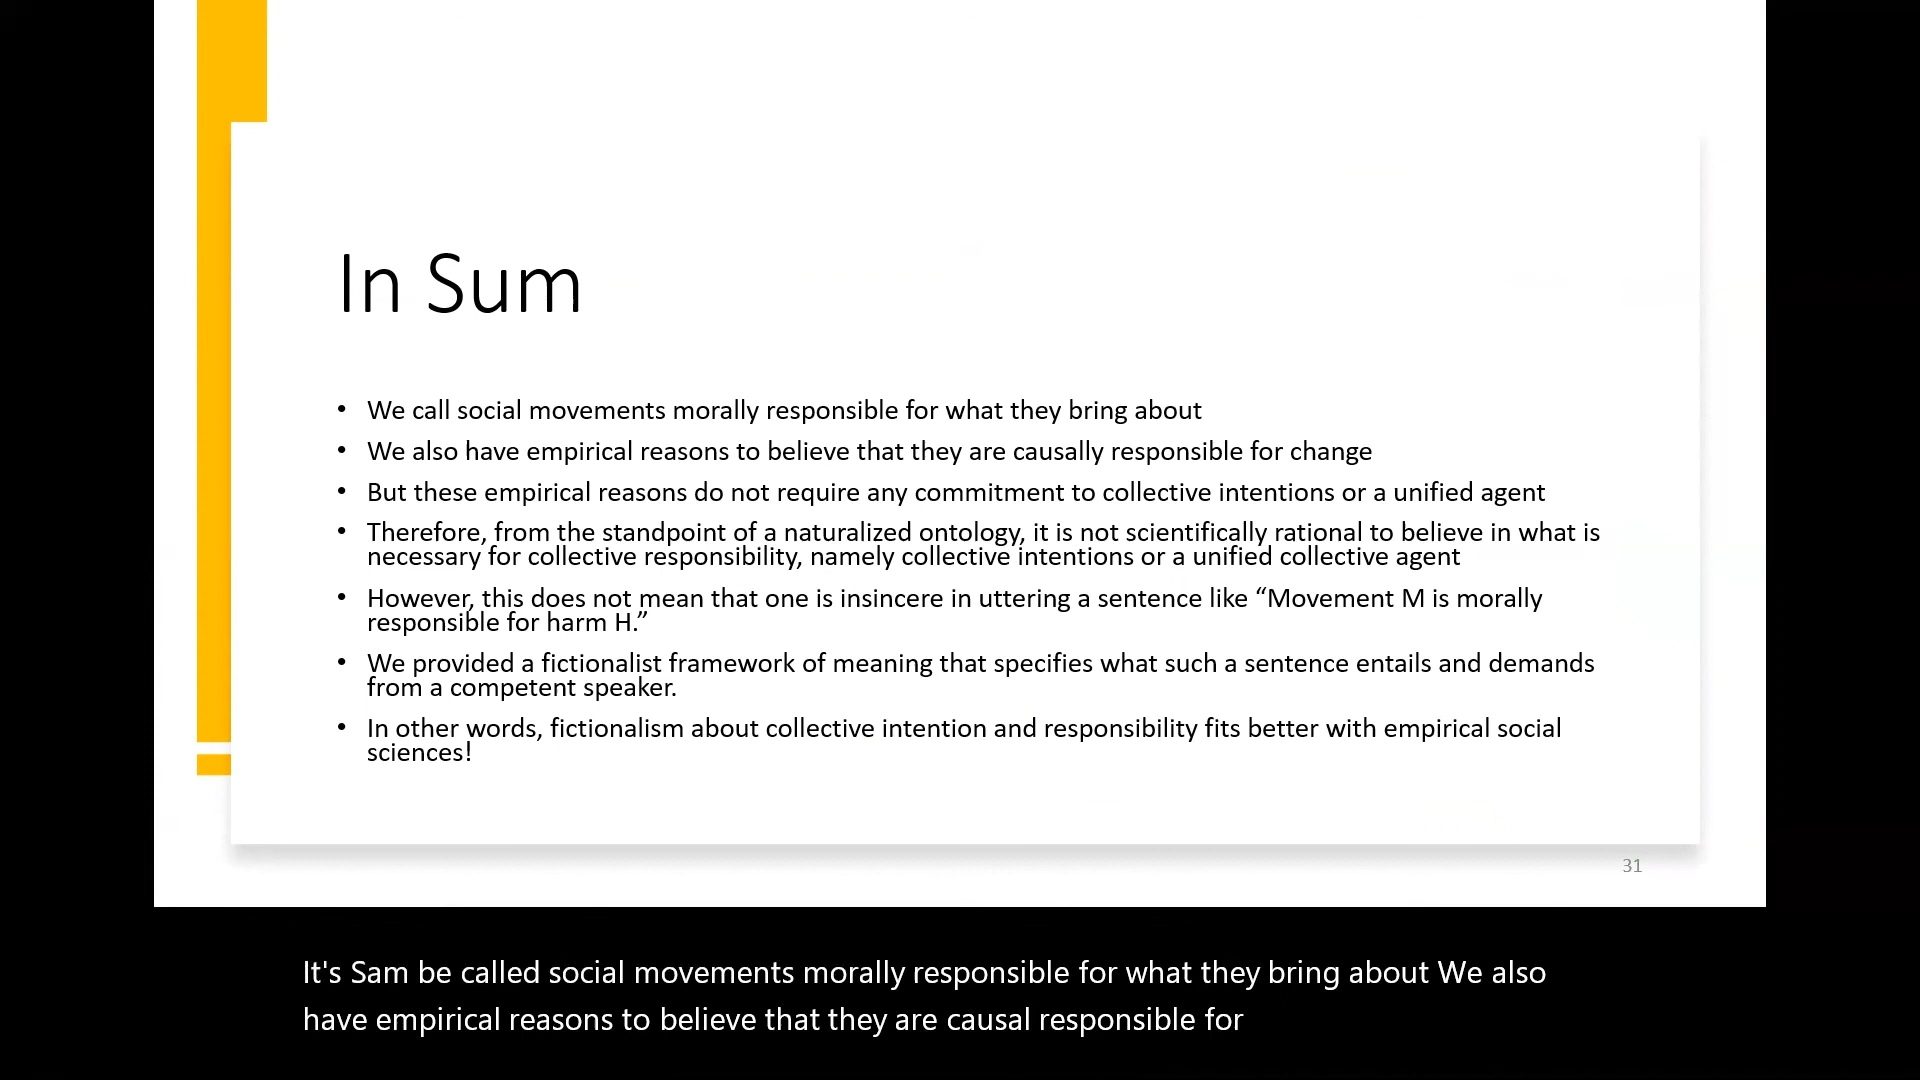 In Sum
• We call social movements morally responsible for what they bring about
• We also have empirical reasons to believe that they are causally responsible for change
• But these empirical reasons do not require any commitment to collective intentions or a unified agent
• Therefore, from the standpoint of a naturalized ontology, it is not scientifically rational to believe in what is
necessary for collective responsibility, namely collective intentions or a unified collective agent
• However, this does not mean that one is insincere in uttering a sentence like “Movement M is morally
responsible for harm H.”
• We provided a fictionalist framework of meaning that specifies what such a sentence entails and demands
from a competent speaker.
• In other words, fictionalism about collective intention and responsibility fits better with empirical social
sciences!
31
It's Sam be called social movements morally responsible for what they bring about We also
have empirical reasons to believe that they are causal responsible for